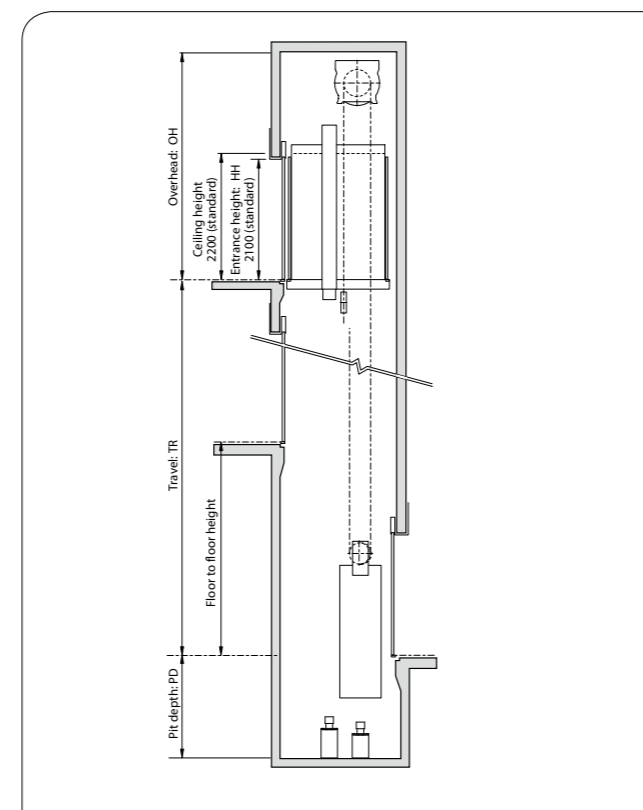 Overhead: OH
Ceiling height
2200 (standard)
Entrance height: HH
2100 (standard)
Travel: TR
Floor to floor height
Pit depth: PD